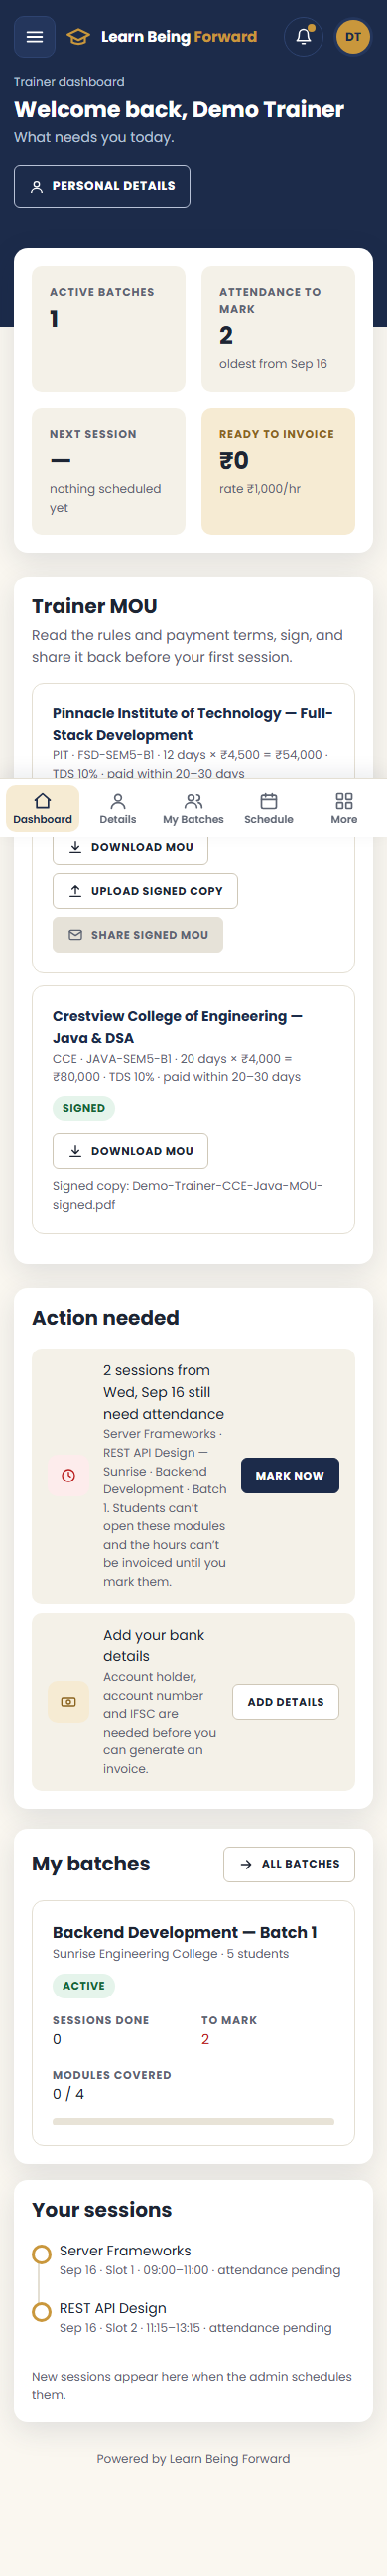 Learn Being Forward
DT
Trainer dashboard
Welcome back, Demo Trainer
What needs you today.
PERSONAL DETAILS
ACTIVE BATCHES
1
ATTENDANCE TO
MARK
2
oldest from Sep 16
NEXT SESSION
—
nothing scheduled
yet
READY TO INVOICE
₹0
rate ₹1,000/hr
Trainer MOU
Read the rules and payment terms, sign, and
share it back before your first session.
Pinnacle Institute of Technology — Full-
Stack Development
PIT · FSD-SEM5-B1 · 12 days × ₹4,500 = ₹54,000 ·
TDS 10% · paid within 20–30 days
Dashboard
Details
My Batches
Schedule
More
DOWNLOAD MOU
UPLOAD SIGNED COPY
SHARE SIGNED MOU
Crestview College of Engineering —
Java & DSA
CCE · JAVA-SEM5-B1 · 20 days × ₹4,000 =
₹80,000 · TDS 10% · paid within 20–30 days
SIGNED
DOWNLOAD MOU
Signed copy: Demo-Trainer-CCE-Java-MOU-
signed.pdf
Action needed
2 sessions from
Wed, Sep 16 still
need attendance
Server Frameworks ·
REST API Design —
Sunrise · Backend
Development · Batch
1. Students can't
open these modules
and the hours can't
be invoiced until you
mark them.
MARK NOW
Add your bank
details
Account holder,
account number
and IFSC are
needed before you
can generate an
invoice.
ADD DETAILS
My batches
ALL BATCHES
Backend Development — Batch 1
Sunrise Engineering College · 5 students
ACTIVE
SESSIONS DONE
0
TO MARK
2
MODULES COVERED
0 / 4
Your sessions
Server Frameworks
Sep 16 · Slot 1 · 09:00–11:00 · attendance pending
REST API Design
Sep 16 · Slot 2 · 11:15–13:15 · attendance pending
New sessions appear here when the admin schedules
them.
Powered by Learn Being Forward